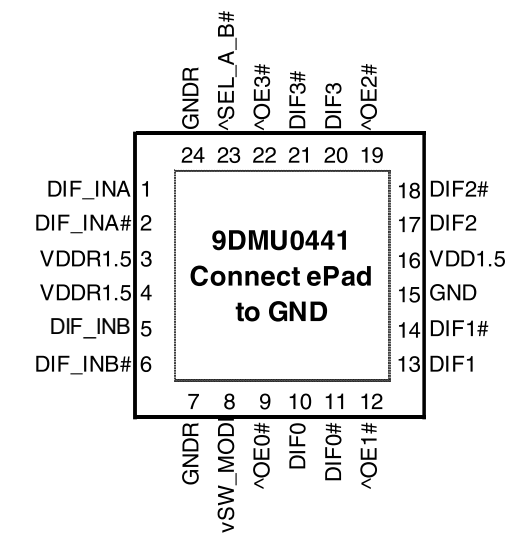 GNDR
^SEL_A_B#
^OE3#
DIF3#
DIF3
^OE2#
24 23 22 21 20 19
DIF_INA 1
DIF_INA# 2
VDDR1.5 3
VDDR1.5 4
DIF_INB 5
DIF_INB# 6
9DMU0441
Connect ePad
to GND
18 DIF2#
17 DIF2
16 VDD1.5
15 GND
14 DIF1#
13 DIF1
7 8 9 10 11 12
GNDR
vSW_MODE
^OE0#
DIF0
DIF0#
^OE1#